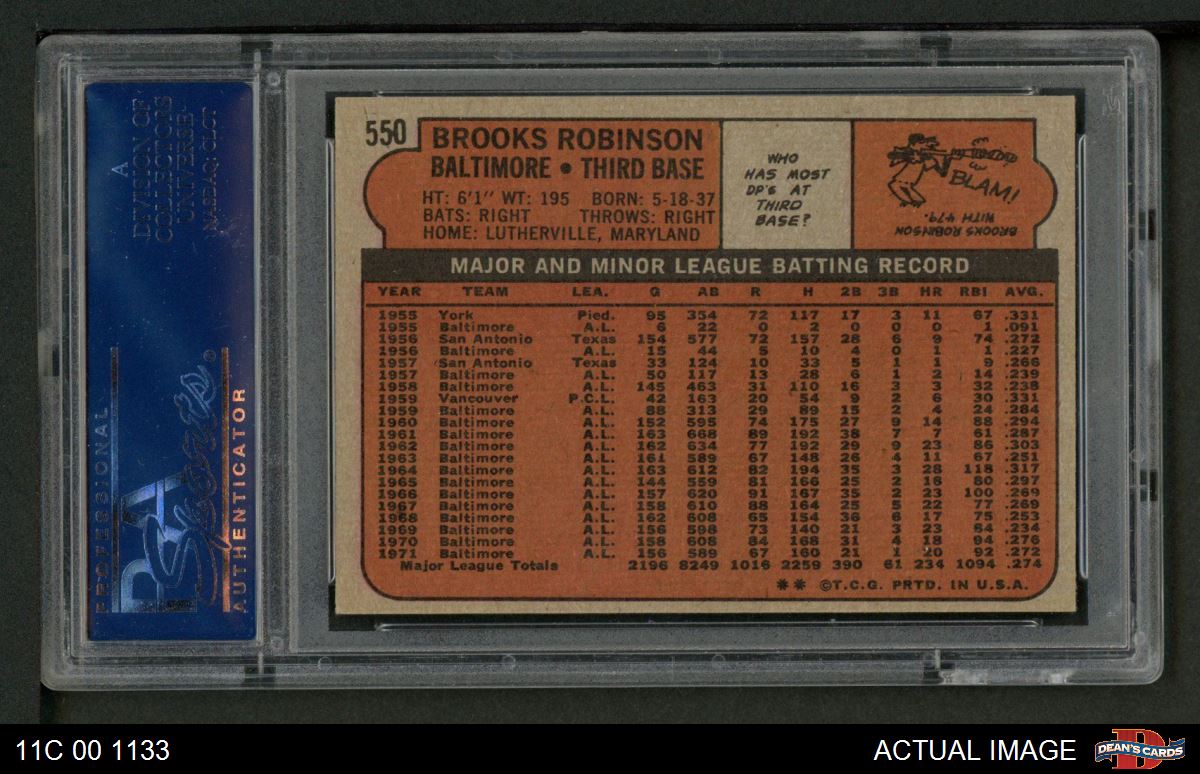 A
DIVISION OF
COLLECTORS
UNIVERSE
NASDAQ: CLCT
PROFESSIONAL
PSA
Sports®
AUTHENTICATOR
550
BROOKS ROBINSON
BALTIMORE • THIRD BASE
HT: 6'1" WT: 195 BORN: 5-18-37
BATS: RIGHT THROWS: RIGHT
HOME: LUTHERVILLE, MARYLAND
WHO
HAS MOST
DP'S AT
THIRD
BASE?
BLAM!
BROOKS ROBINSON
WITH 479.
MAJOR AND MINOR LEAGUE BATTING RECORD
YEAR TEAM LEA. G AB R H 2B 3B HR RBI AVG.
1955 York Pied. 95 354 72 117 17 3 11 67 .331
1955 Baltimore A.L. 6 22 0 2 0 0 0 1 .091
1956 San Antonio Texas 154 577 72 157 28 6 9 74 .272
1956 Baltimore A.L. 15 44 5 10 4 0 1 1 .227
1957 San Antonio Texas 33 124 10 33 6 1 1 9 .266
1957 Baltimore A.L. 50 117 13 28 6 1 2 14 .239
1958 Baltimore A.L. 145 463 31 110 16 3 3 32 .238
1959 Vancouver P.C.L. 42 163 20 54 9 2 6 30 .331
1959 Baltimore A.L. 88 313 29 89 15 2 4 24 .284
1960 Baltimore A.L. 152 595 74 175 27 9 14 88 .294
1961 Baltimore A.L. 163 668 89 192 38 7 7 61 .287
1962 Baltimore A.L. 162 634 77 192 29 9 23 86 .303
1963 Baltimore A.L. 161 589 67 148 26 4 11 67 .251
1964 Baltimore A.L. 163 612 82 194 35 3 28 118 .317
1965 Baltimore A.L. 144 559 81 166 25 2 16 80 .297
1966 Baltimore A.L. 157 620 91 167 35 2 23 100 .269
1967 Baltimore A.L. 158 610 88 164 25 5 22 77 .269
1968 Baltimore A.L. 162 608 65 154 36 6 17 75 .253
1969 Baltimore A.L. 156 598 73 140 21 3 23 84 .234
1970 Baltimore A.L. 158 608 84 168 31 4 18 94 .276
1971 Baltimore A.L. 156 589 67 160 21 1 20 92 .272
Major League Totals 2196 8249 1016 2259 390 61 234 1094 .274
** ©T.C.G. PRTD. IN U.S.A.
11C 00 1133
ACTUAL IMAGE
DEAN'S CARDS